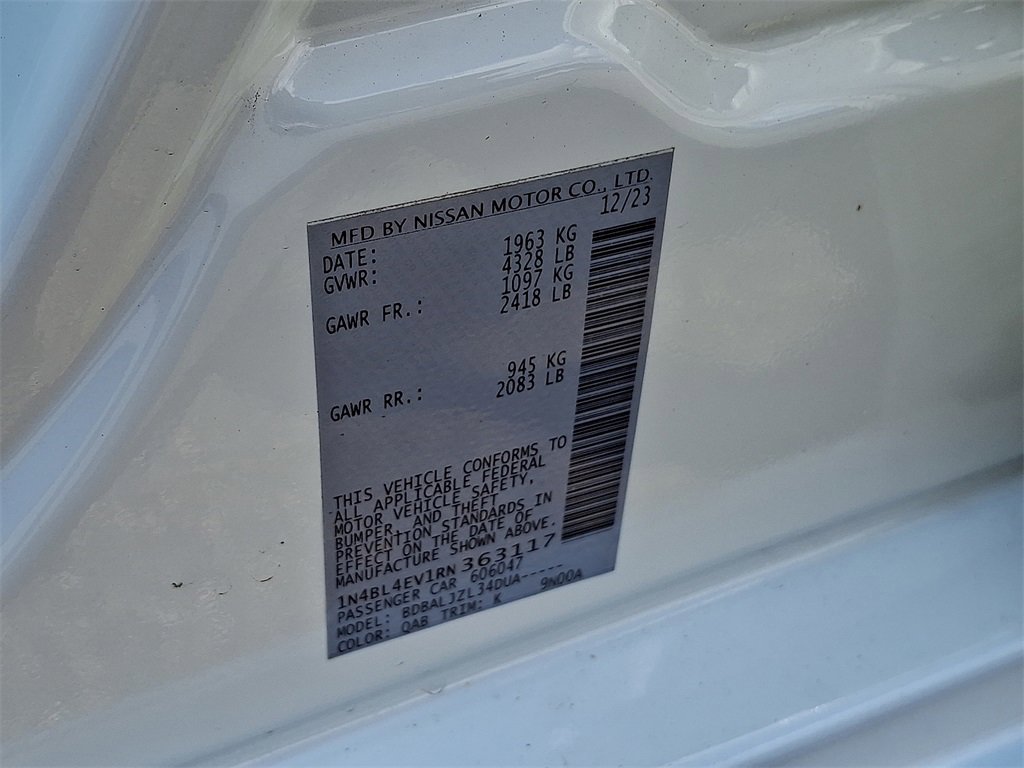 MFD BY NISSAN MOTOR CO., LTD.
DATE: 12/23
GVWR: 1963 KG
4328 LB
GAWR FR.: 1097 KG
2418 LB
GAWR RR.: 945 KG
2083 LB
THIS VEHICLE CONFORMS TO
ALL APPLICABLE FEDERAL
MOTOR VEHICLE SAFETY,
BUMPER, AND THEFT
PREVENTION STANDARDS IN
EFFECT ON THE DATE OF
MANUFACTURE SHOWN ABOVE.
1N4BL4EV1RN363117
PASSENGER CAR 606047
MODEL: BDBALJZL34DUA-----
COLOR: QAB TRIM: K 9N00A